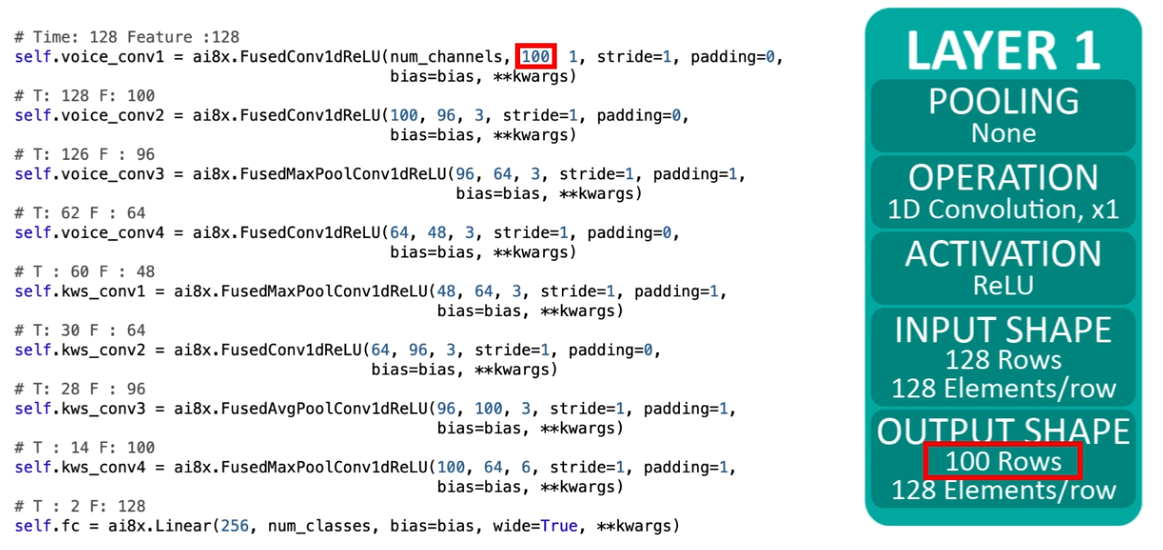 # Time: 128 Feature :128
self.voice_conv1 = ai8x.FusedConv1dReLU(num_channels, 100 1, stride=1, padding=0,
bias=bias, **kwargs)
# T: 128 F: 100
self.voice_conv2 = ai8x.FusedConv1dReLU(100, 96, 3, stride=1, padding=0,
bias=bias, **kwargs)
# T: 126 F : 96
self.voice_conv3 = ai8x.FusedMaxPoolConv1dReLU(96, 64, 3, stride=1, padding=1,
bias=bias, **kwargs)
# T: 62 F : 64
self.voice_conv4 = ai8x.FusedConv1dReLU(64, 48, 3, stride=1, padding=0,
bias=bias, **kwargs)
# T : 60 F : 48
self.kws_conv1 = ai8x.FusedMaxPoolConv1dReLU(48, 64, 3, stride=1, padding=1,
bias=bias, **kwargs)
# T: 30 F : 64
self.kws_conv2 = ai8x.FusedConv1dReLU(64, 96, 3, stride=1, padding=0,
bias=bias, **kwargs)
# T: 28 F : 96
self.kws_conv3 = ai8x.FusedAvgPoolConv1dReLU(96, 100, 3, stride=1, padding=1,
bias=bias, **kwargs)
# T : 14 F: 100
self.kws_conv4 = ai8x.FusedMaxPoolConv1dReLU(100, 64, 6, stride=1, padding=1,
bias=bias, **kwargs)
# T : 2 F: 128
self.fc = ai8x.Linear(256, num_classes, bias=bias, wide=True, **kwargs)
LAYER 1
POOLING
None
OPERATION
1D Convolution, x1
ACTIVATION
ReLU
INPUT SHAPE
128 Rows
128 Elements/row
OUTPUT SHAPE
100 Rows
128 Elements/row